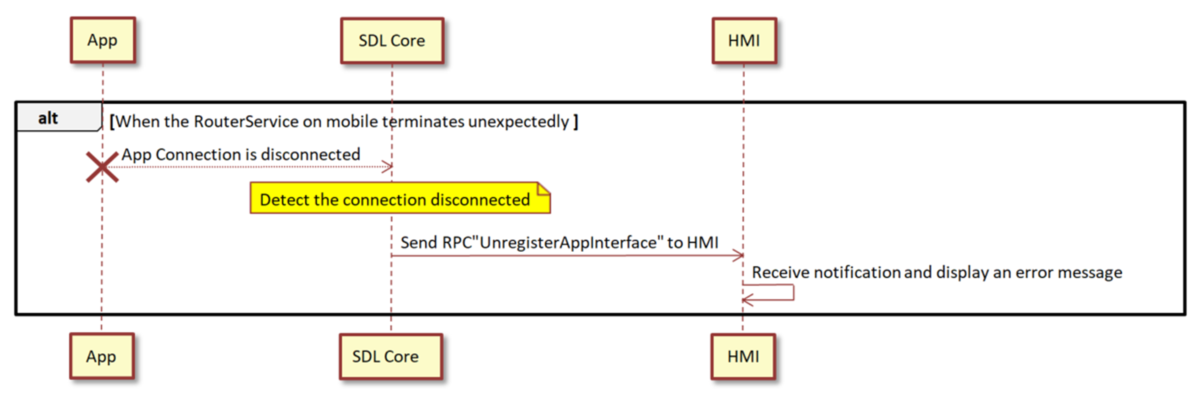 App
SDL Core
HMI
alt
[When the RouterService on mobile terminates unexpectedly ]
App Connection is disconnected
Detect the connection disconnected
Send RPC"UnregisterAppInterface" to HMI
Receive notification and display an error message
App
SDL Core
HMI